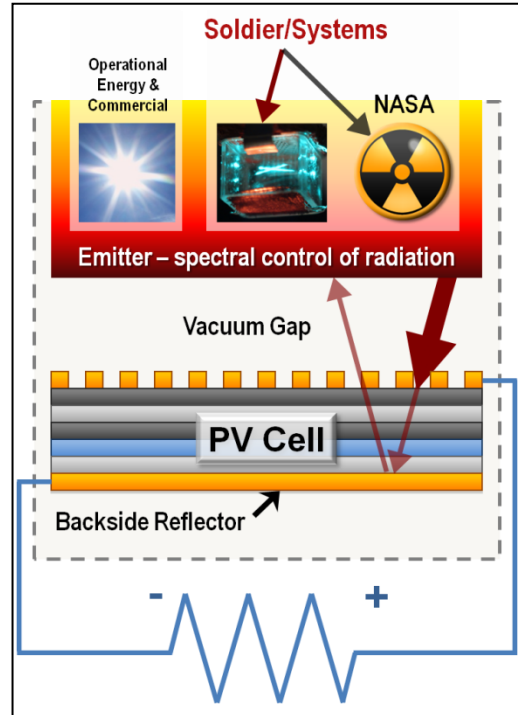 Soldier/Systems
Operational
Energy &
Commercial
NASA
Emitter – spectral control of radiation
Vacuum Gap
PV Cell
Backside Reflector
- +